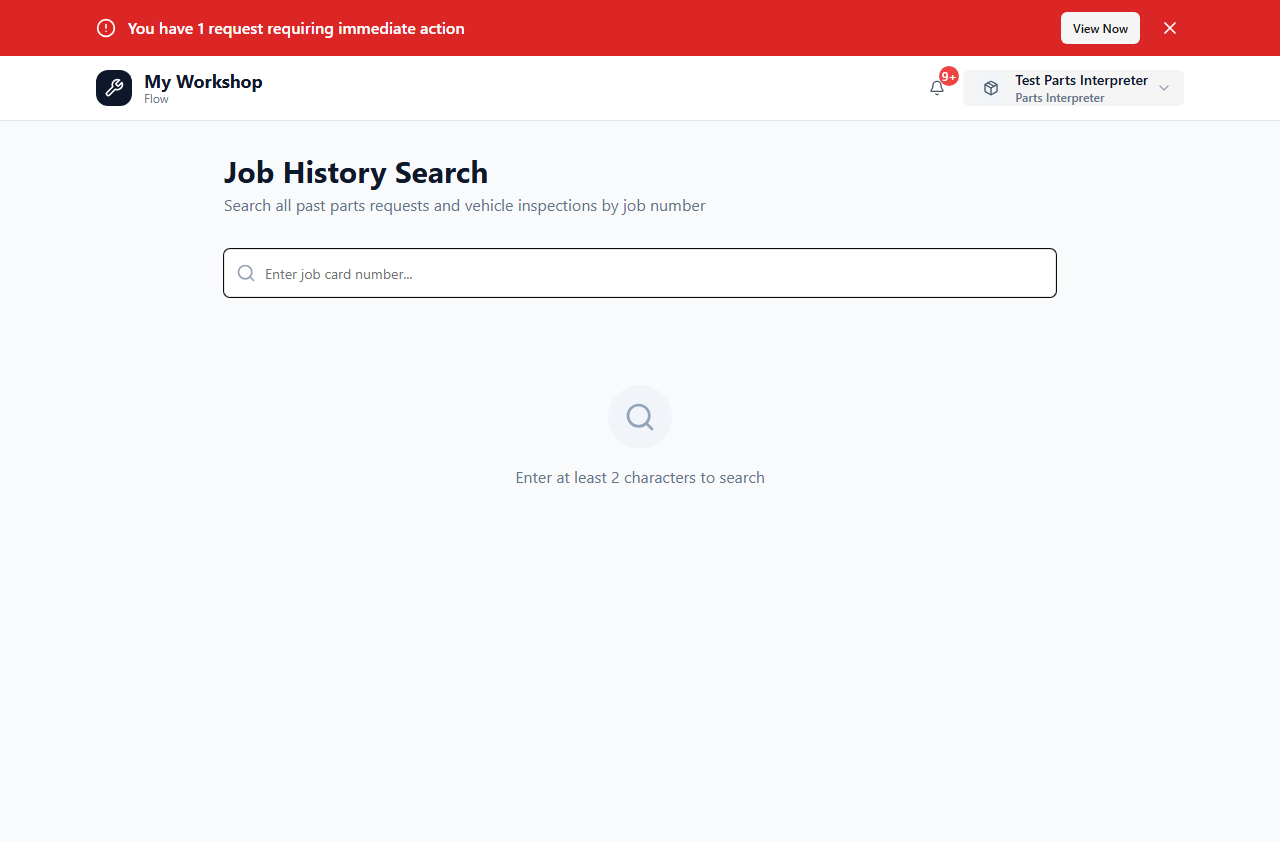 You have 1 request requiring immediate action
View Now
My Workshop
Flow
9+
Test Parts Interpreter
Parts Interpreter
Job History Search
Search all past parts requests and vehicle inspections by job number
Enter job card number...
Enter at least 2 characters to search